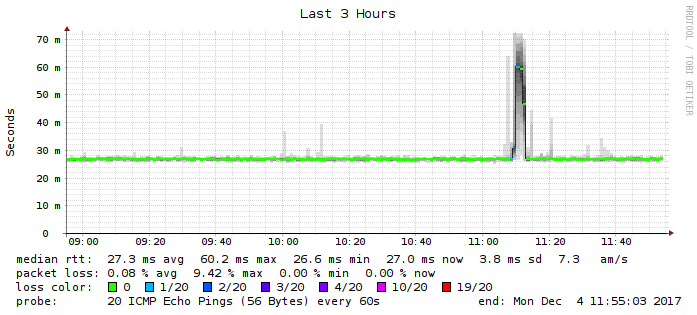 Last 3 Hours
RRDTOOL / TOBI OETIKER
Seconds
70 m
60 m
50 m
40 m
30 m
20 m
10 m
0
09:00 09:20 09:40 10:00 10:20 10:40 11:00 11:20 11:40
median rtt: 27.3 ms avg 60.2 ms max 26.6 ms min 27.0 ms now 3.8 ms sd 7.3 am/s
packet loss: 0.08 % avg 9.42 % max 0.00 % min 0.00 % now
loss color: 0 1/20 2/20 3/20 4/20 10/20 19/20
probe: 20 ICMP Echo Pings (56 Bytes) every 60s end: Mon Dec 4 11:55:03 2017